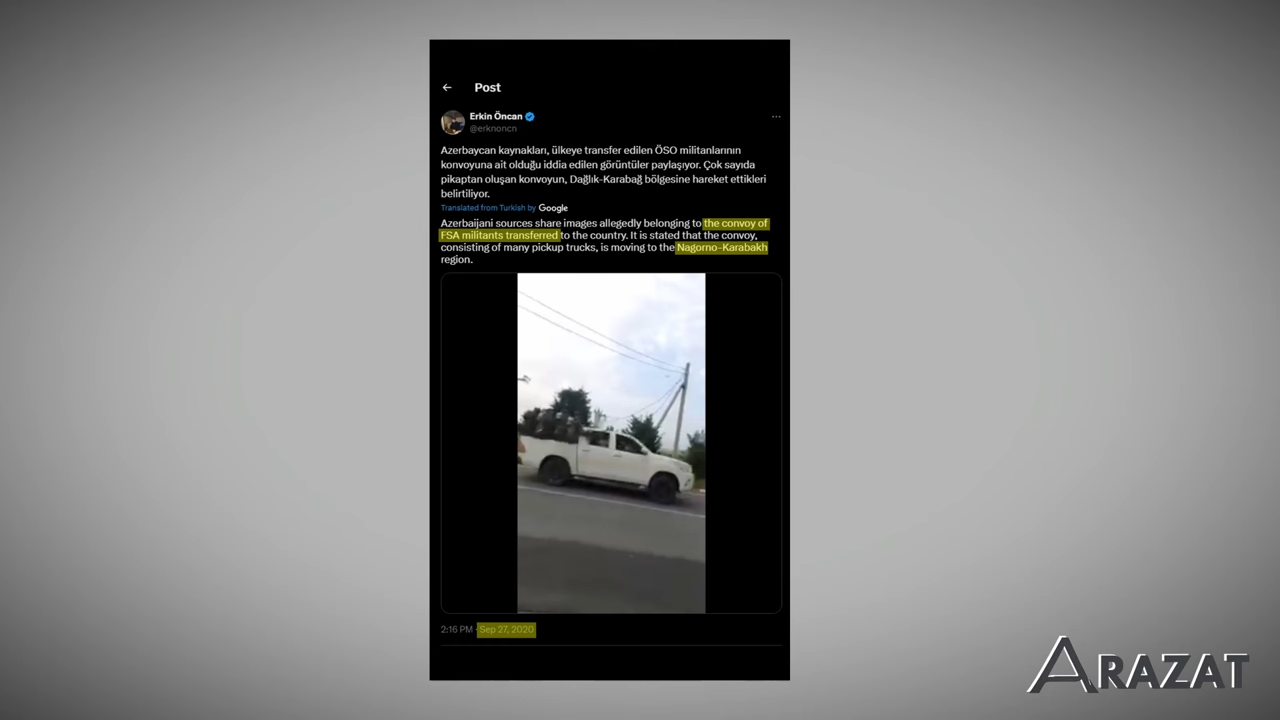 Post
Erkin Öncan
@erknoncn
Azerbaycan kaynakları, ülkeye transfer edilen ÖSO militanlarının
konvoyuna ait olduğu iddia edilen görüntüler paylaşıyor. Çok sayıda
pikaptan oluşan konvoyun, Dağlık-Karabağ bölgesine hareket ettikleri
belirtiliyor.
Translated from Turkish by Google
Azerbaijani sources share images allegedly belonging to the convoy of
FSA militants transferred to the country. It is stated that the convoy,
consisting of many pickup trucks, is moving to the Nagorno-Karabakh
region.
2:16 PM · Sep 27, 2020
ARAZAT